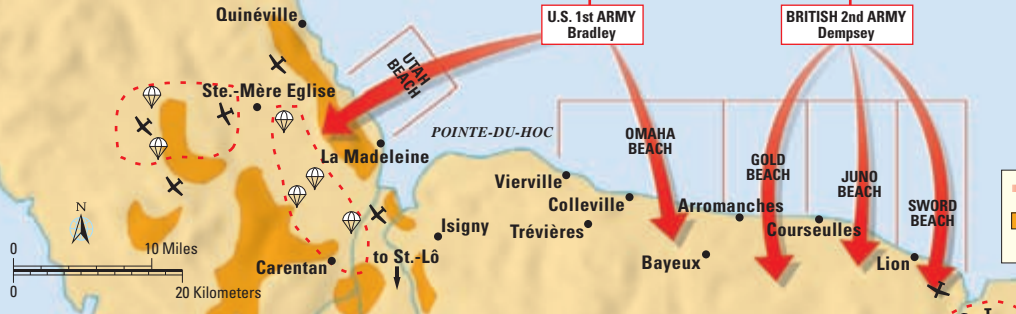 Quinéville
U.S. 1st ARMY
Bradley
BRITISH 2nd ARMY
Dempsey
UTAH
BEACH
Ste.-Mère Eglise
POINTE-DU-HOC
OMAHA
BEACH
La Madeleine
GOLD
BEACH
JUNO
BEACH
SWORD
BEACH
Vierville
Colleville
Arromanches
Courseulles
Trévières
Isigny
N
0 10 Miles
0 20 Kilometers
Carentan
to St.-Lô
Bayeux
Lion